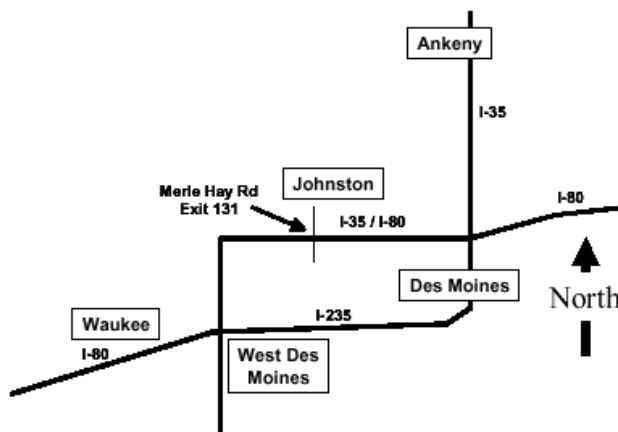 Ankeny
I-35
I-80
Merle Hay Rd
Exit 131
Johnston
I-35 / I-80
Des Moines
North
Waukee
I-235
I-80
West Des
Moines